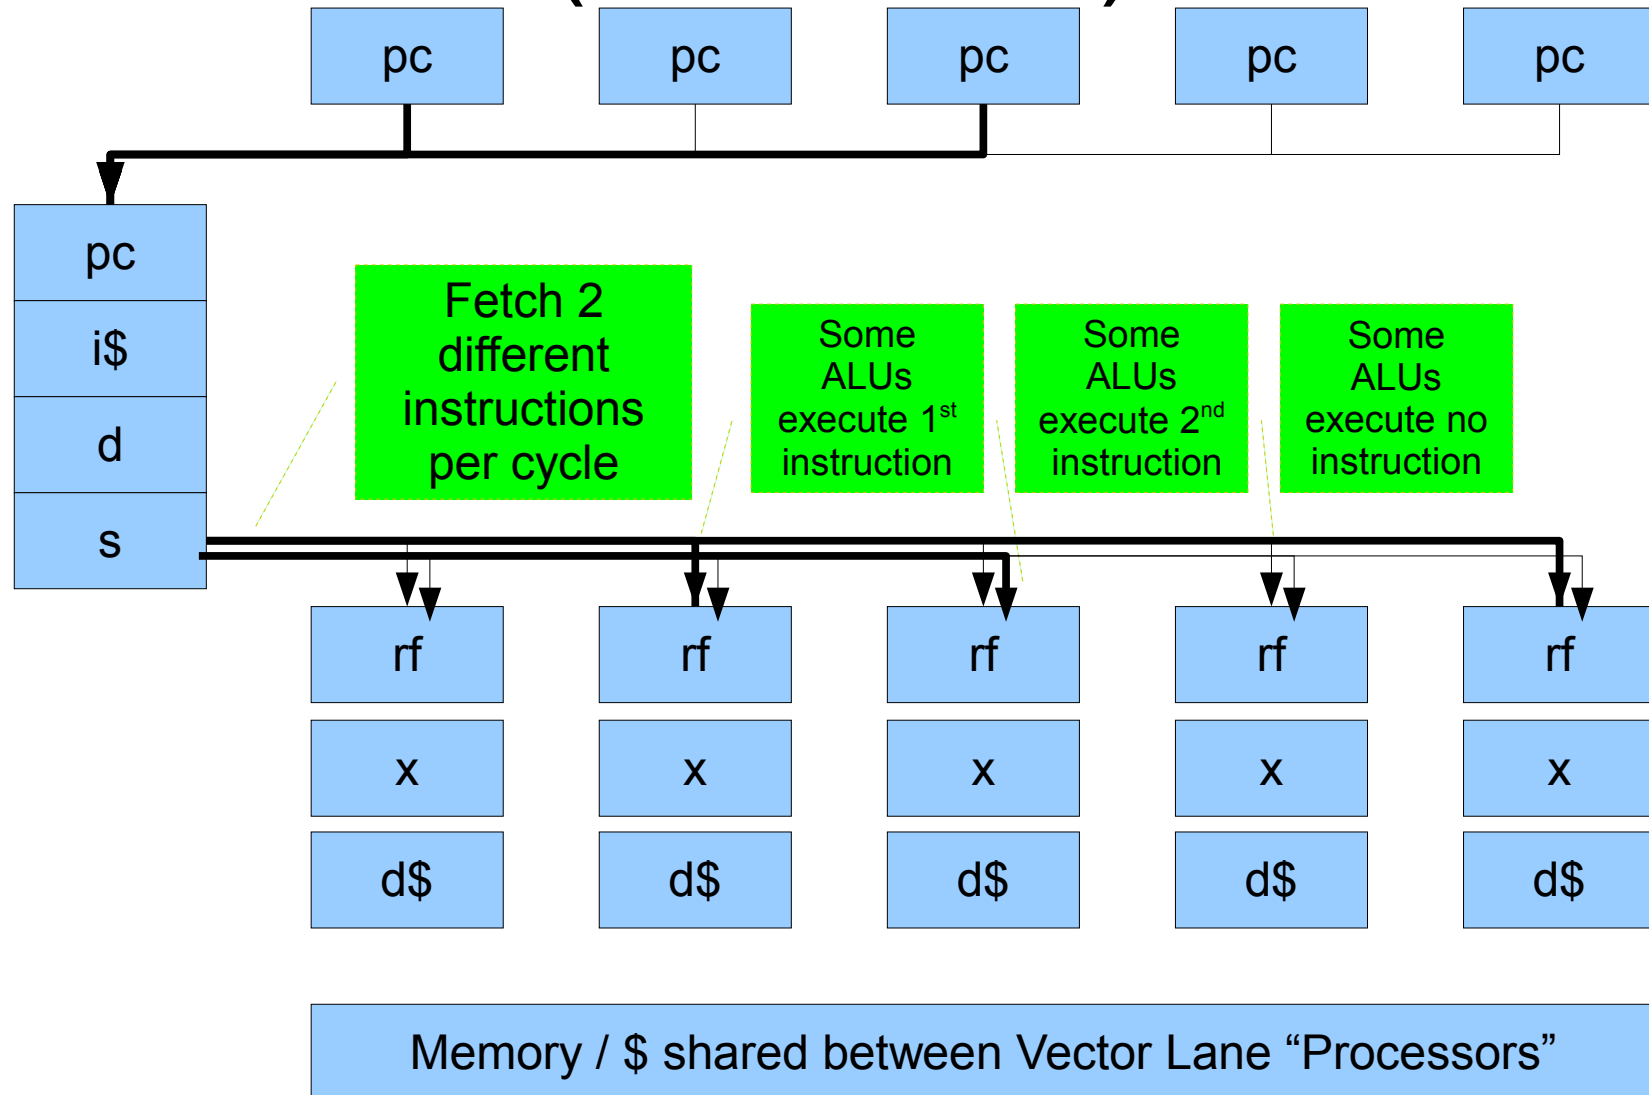 pc
pc
pc
pc
pc
pc
i$
d
s
Fetch 2
different
instructions
per cycle
Some
ALUs
execute 1st
instruction
Some
ALUs
execute 2nd
instruction
Some
ALUs
execute no
instruction
rf
rf
rf
rf
rf
x
x
x
x
x
d$
d$
d$
d$
d$
Memory / $ shared between Vector Lane “Processors”